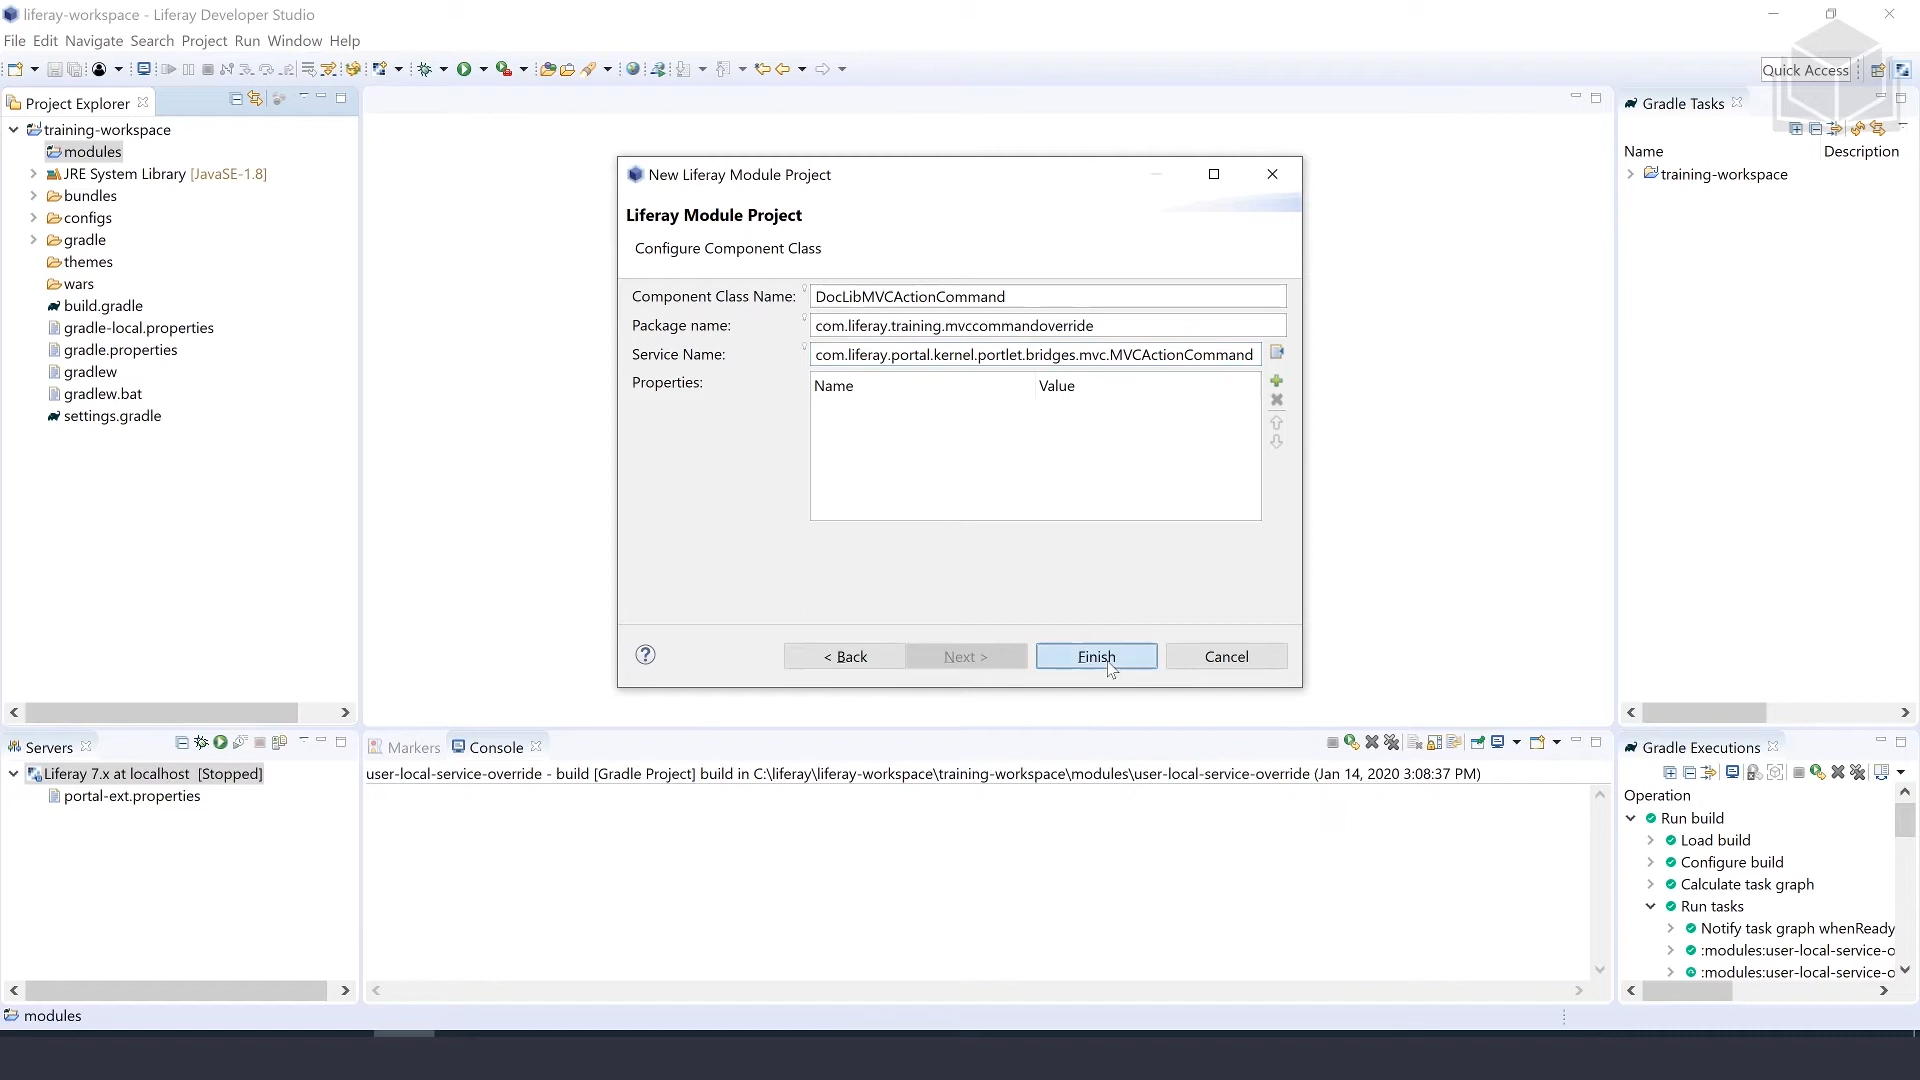 liferay-workspace - Liferay Developer Studio
File Edit Navigate Search Project Run Window Help
Quick Access
Project Explorer
training-workspace
modules
JRE System Library [JavaSE-1.8]
bundles
configs
gradle
themes
wars
build.gradle
gradle-local.properties
gradle.properties
gradlew
gradlew.bat
settings.gradle
New Liferay Module Project
Liferay Module Project
Configure Component Class
Component Class Name: DocLibMVCActionCommand
Package name: com.liferay.training.mvccommandoverride
Service Name: com.liferay.portal.kernel.portlet.bridges.mvc.MVCActionCommand
Properties: Name Value
< Back Next > Finish Cancel
Gradle Tasks
Name Description
training-workspace
Servers
Liferay 7.x at localhost [Stopped]
portal-ext.properties
Markers Console
user-local-service-override - build [Gradle Project] build in C:\liferay\liferay-workspace\training-workspace\modules\user-local-service-override (Jan 14, 2020 3:08:37 PM)
Gradle Executions
Operation
Run build
Load build
Configure build
Calculate task graph
Run tasks
Notify task graph whenReady
:modules:user-local-service-o
:modules:user-local-service-o
modules